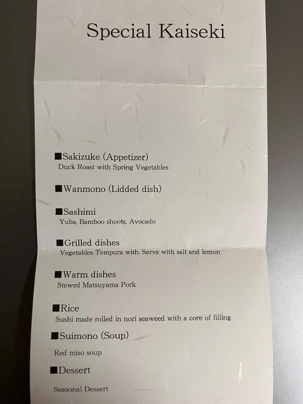 Special Kaiseki
■Sakizuke (Appetizer)
Duck Roast with Spring Vegetables
■Wanmono (Lidded dish)
■Sashimi
Yuba, Bamboo shoots, Avocado
■Grilled dishes
Vegetables Tempura with. Serve with salt and lemon
■Warm dishes
Stewed Matsuyama Pork
■Rice
Sushi made rolled in nori seaweed with a core of filling
■Suimono (Soup)
Red miso soup
■Dessert
Seasonal Dessert